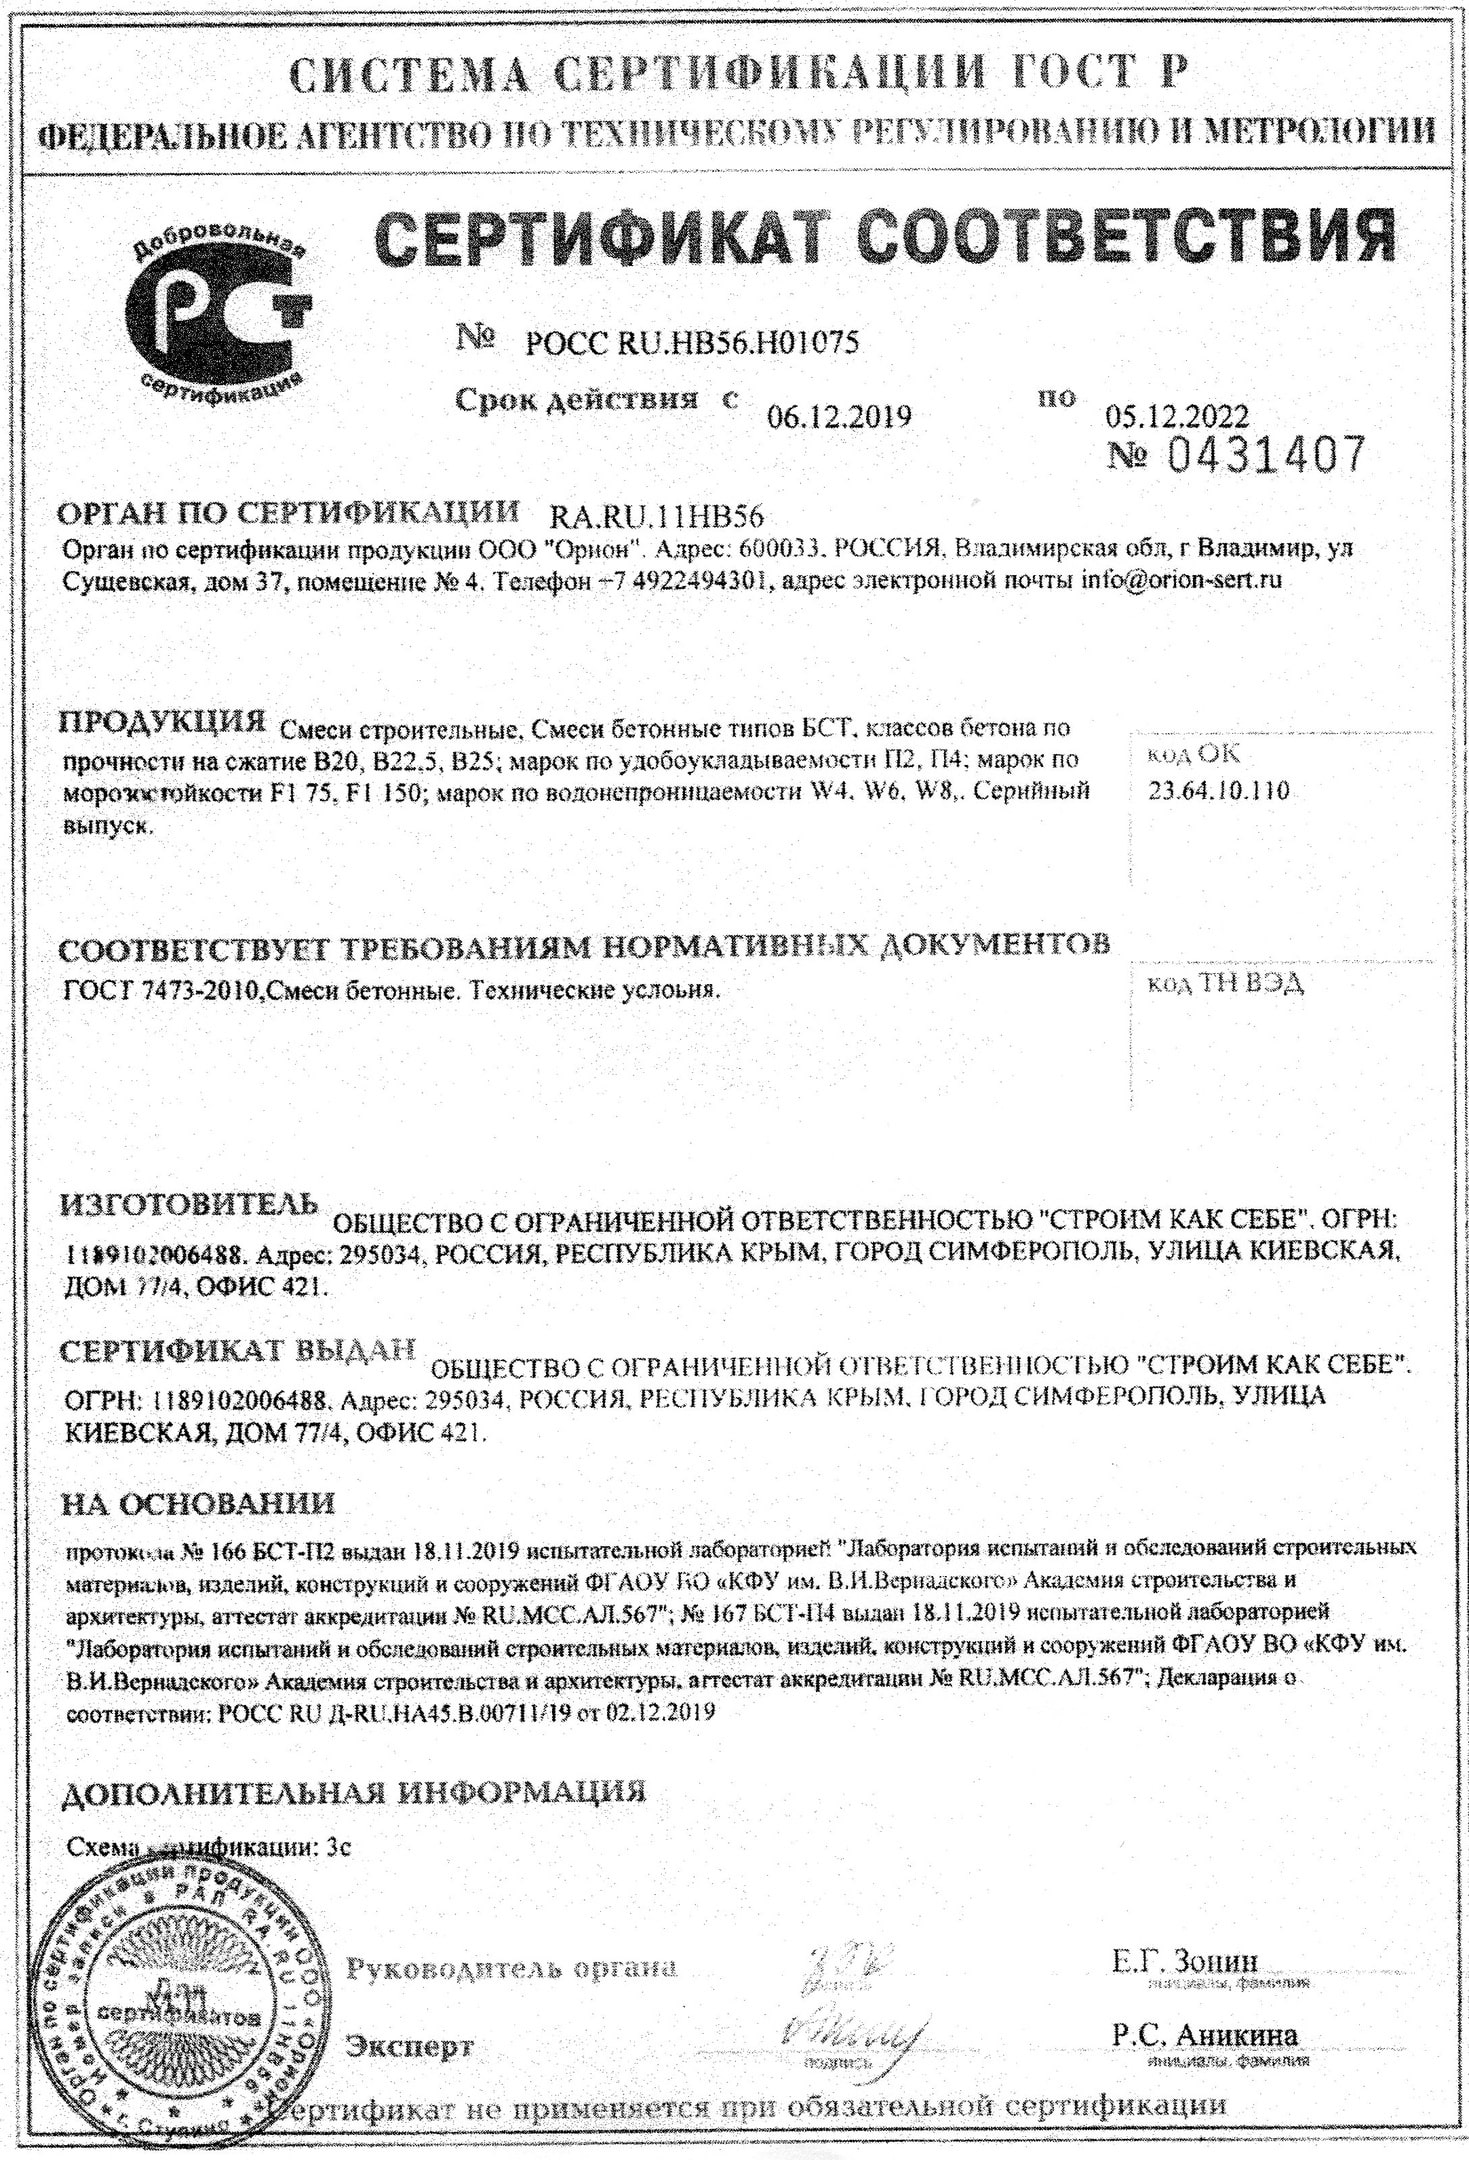 СИСТЕМА СЕРТИФИКАЦИИ ГОСТ Р
ФЕДЕРАЛЬНОЕ АГЕНТСТВО ПО ТЕХНИЧЕСКОМУ РЕГУЛИРОВАНИЮ И МЕТРОЛОГИИ
Добровольная
РСТ
сертификация
СЕРТИФИКАТ СООТВЕТСТВИЯ
№ РОСС RU.НВ56.Н01075
Срок действия с 06.12.2019 по 05.12.2022
№ 0431407
ОРГАН ПО СЕРТИФИКАЦИИ RA.RU.11НВ56
Орган по сертификации продукции ООО "Орион". Адрес: 600033, РОССИЯ, Владимирская обл, г Владимир, ул
Сущевская, дом 37, помещение № 4. Телефон +7 4922494301, адрес электронной почты info@orion-sert.ru
ПРОДУКЦИЯ Смеси строительные, Смеси бетонные типов БСТ, классов бетона по
прочности на сжатие В20, В22,5, В25; марок по удобоукладываемости П2, П4; марок по
морозостойкости F1 75, F1 150; марок по водонепроницаемости W4, W6, W8,. Серийный
выпуск.
код ОК
23.64.10.110
СООТВЕТСТВУЕТ ТРЕБОВАНИЯМ НОРМАТИВНЫХ ДОКУМЕНТОВ
ГОСТ 7473-2010,Смеси бетонные. Технические условия.
код ТН ВЭД
ИЗГОТОВИТЕЛЬ ОБЩЕСТВО С ОГРАНИЧЕННОЙ ОТВЕТСТВЕННОСТЬЮ "СТРОИМ КАК СЕБЕ". ОГРН:
1189102006488. Адрес: 295034, РОССИЯ, РЕСПУБЛИКА КРЫМ, ГОРОД СИМФЕРОПОЛЬ, УЛИЦА КИЕВСКАЯ,
ДОМ 77/4, ОФИС 421.
СЕРТИФИКАТ ВЫДАН ОБЩЕСТВО С ОГРАНИЧЕННОЙ ОТВЕТСТВЕННОСТЬЮ "СТРОИМ КАК СЕБЕ".
ОГРН: 1189102006488. Адрес: 295034, РОССИЯ, РЕСПУБЛИКА КРЫМ, ГОРОД СИМФЕРОПОЛЬ, УЛИЦА
КИЕВСКАЯ, ДОМ 77/4, ОФИС 421.
НА ОСНОВАНИИ
протокола № 166 БСТ-П2 выдан 18.11.2019 испытательной лабораторией "Лаборатория испытаний и обследований строительных
материалов, изделий, конструкций и сооружений ФГАОУ ВО «КФУ им. В.И.Вернадского» Академия строительства и
архитектуры, аттестат аккредитации № RU.МСС.АЛ.567"; № 167 БСТ-П4 выдан 18.11.2019 испытательной лабораторией
"Лаборатория испытаний и обследований строительных материалов, изделий, конструкций и сооружений ФГАОУ ВО «КФУ им.
В.И.Вернадского» Академия строительства и архитектуры, аттестат аккредитации № RU.МСС.АЛ.567"; Декларация о
соответствии: РОСС RU Д-RU.НА45.В.00711/19 от 02.12.2019
ДОПОЛНИТЕЛЬНАЯ ИНФОРМАЦИЯ
Схема сертификации: 3с
Орган по сертификации продукции ООО «Орион»
Номер записи в РАЛ RA.RU.11НВ56
Для
М.П.
сертификатов
г. Ступино
Руководитель органа
подпись
Е.Г. Зонин
инициалы, фамилия
Эксперт
подпись
Р.С. Аникина
инициалы, фамилия
Сертификат не применяется при обязательной сертификации